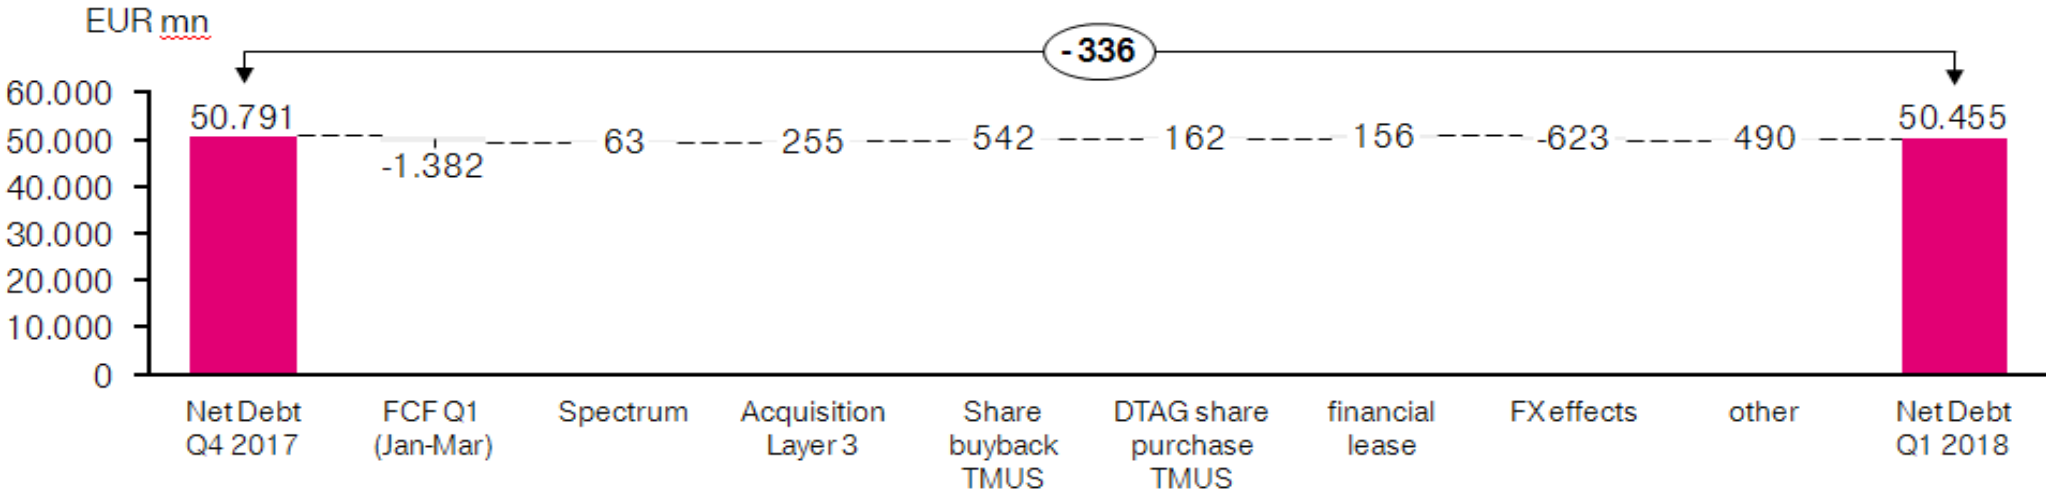 EUR mn
- 336
60.000
50.000
40.000
30.000
20.000
10.000
0
50.791
-1.382
63
255
542
162
156
-623
490
50.455
Net Debt
Q4 2017
FCF Q1
(Jan-Mar)
Spectrum
Acquisition
Layer 3
Share
buyback
TMUS
DTAG share
purchase
TMUS
financial
lease
FX effects
other
Net Debt
Q1 2018